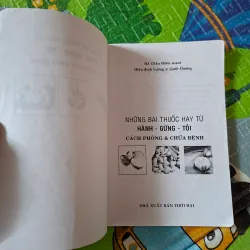 NHỮNG BÀI THUỐC HAY TỪ
HÀNH - GỪNG - TỎI
CÁCH PHÒNG & CHỮA BỆNH
NHÀ XUẤT BẢN THỜI ĐẠI